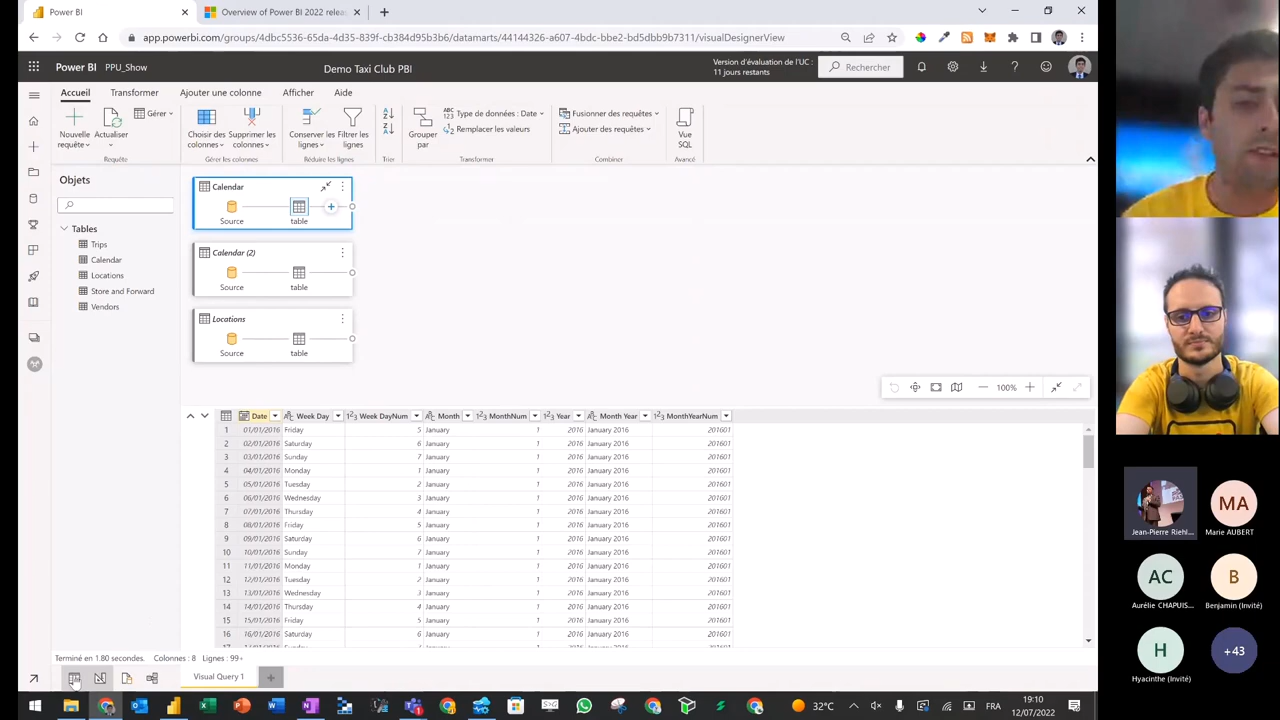 Power BI
Overview of Power BI 2022 relea
app.powerbi.com/groups/4dbc5536-65da-4d35-839f-cb384d95b3b6/datamarts/44144326-a607-4bdc-bbe2-bd5dbb9b7311/visualDesignerView
Power BI PPU_Show
Demo Taxi Club PBI
Version d'évaluation de l'UC :
11 jours restants
Rechercher
Accueil Transformer Ajouter une colonne Afficher Aide
Nouvelle requête
Actualiser
Gérer
Choisir des colonnes
Supprimer les colonnes
Conserver les lignes
Filtrer les lignes
Grouper par
Type de données : Date
Remplacer les valeurs
Fusionner des requêtes
Ajouter des requêtes
Vue SQL
Requête Gérer les colonnes Réduire les lignes Trier Transformer Combiner Avancé
Objets
Tables
Trips
Calendar
Locations
Store and Forward
Vendors
Calendar
Source table
Calendar (2)
Source table
Locations
Source table
100%
Date Week Day Week DayNum Month MonthNum Year Month Year MonthYearNum
1 01/01/2016 Friday 5 January 1 2016 January 2016 201601
2 02/01/2016 Saturday 6 January 1 2016 January 2016 201601
3 03/01/2016 Sunday 7 January 1 2016 January 2016 201601
4 04/01/2016 Monday 1 January 1 2016 January 2016 201601
5 05/01/2016 Tuesday 2 January 1 2016 January 2016 201601
6 06/01/2016 Wednesday 3 January 1 2016 January 2016 201601
7 07/01/2016 Thursday 4 January 1 2016 January 2016 201601
8 08/01/2016 Friday 5 January 1 2016 January 2016 201601
9 09/01/2016 Saturday 6 January 1 2016 January 2016 201601
10 10/01/2016 Sunday 7 January 1 2016 January 2016 201601
11 11/01/2016 Monday 1 January 1 2016 January 2016 201601
12 12/01/2016 Tuesday 2 January 1 2016 January 2016 201601
13 13/01/2016 Wednesday 3 January 1 2016 January 2016 201601
14 14/01/2016 Thursday 4 January 1 2016 January 2016 201601
15 15/01/2016 Friday 5 January 1 2016 January 2016 201601
16 16/01/2016 Saturday 6 January 1 2016 January 2016 201601
Terminé en 1.80 secondes. Colonnes : 8 Lignes : 99+
Visual Query 1
32°C
FRA
19:10
12/07/2022
Jean-Pierre Riehl...
MA
Marie AUBERT
AC
Aurélie CHAPUIS...
B
Benjamin (Invité)
H
Hyacinthe (Invité)
+43